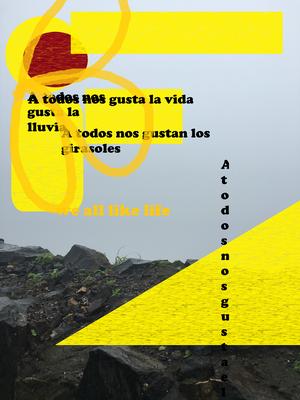 A todos nos
gusta la
lluvia
A todos nos gusta la vida
A todos nos gustan los
girasoles
we all like life
A
t
o
d
o
s
n
o
s
g
u
s
t
a
e
l